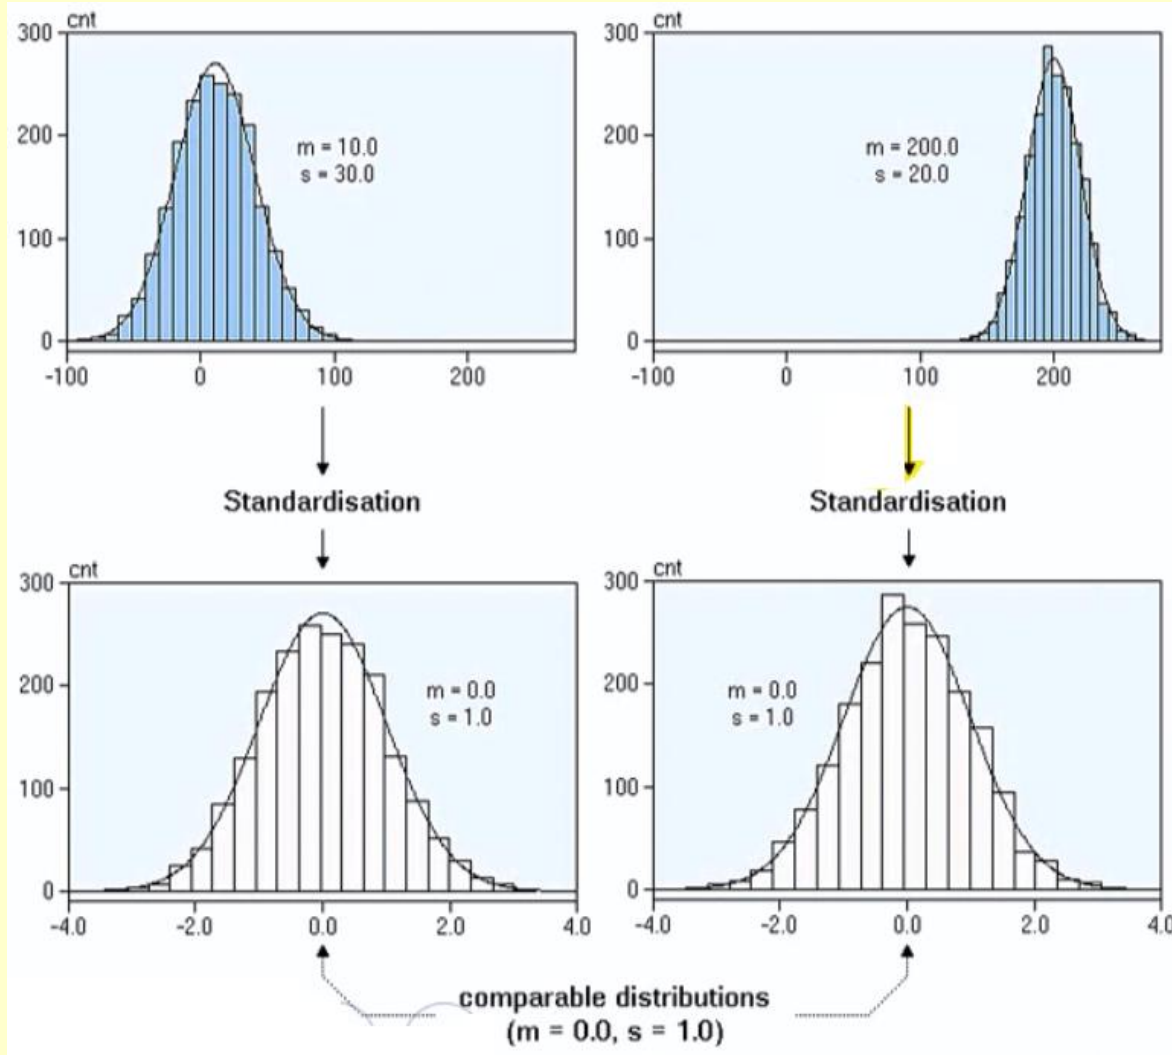 cnt
300
200
100
0
-100 0 100 200
m = 10.0
s = 30.0
cnt
300
200
100
0
-100 0 100 200
m = 200.0
s = 20.0
Standardisation
Standardisation
cnt
300
200
100
0
-4.0 -2.0 0.0 2.0 4.0
m = 0.0
s = 1.0
cnt
300
200
100
0
-4.0 -2.0 0.0 2.0 4.0
m = 0.0
s = 1.0
comparable distributions
(m = 0.0, s = 1.0)